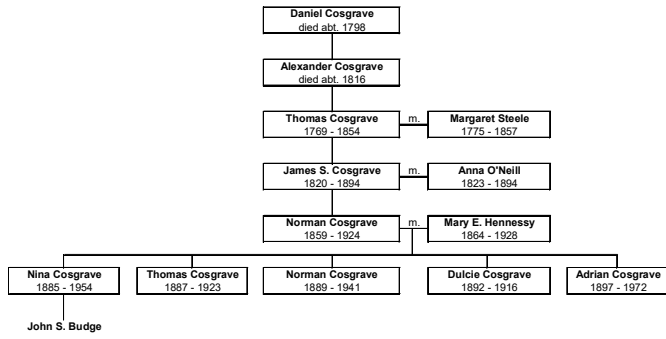 Daniel Cosgrave
died abt. 1798
Alexander Cosgrave
died abt. 1816
Thomas Cosgrave
1769 - 1854
m.
Margaret Steele
1775 - 1857
James S. Cosgrave
1820 - 1894
m.
Anna O'Neill
1823 - 1894
Norman Cosgrave
1859 - 1924
m.
Mary E. Hennessy
1864 - 1928
Nina Cosgrave
1885 - 1954
Thomas Cosgrave
1887 - 1923
Norman Cosgrave
1889 - 1941
Dulcie Cosgrave
1892 - 1916
Adrian Cosgrave
1897 - 1972
John S. Budge